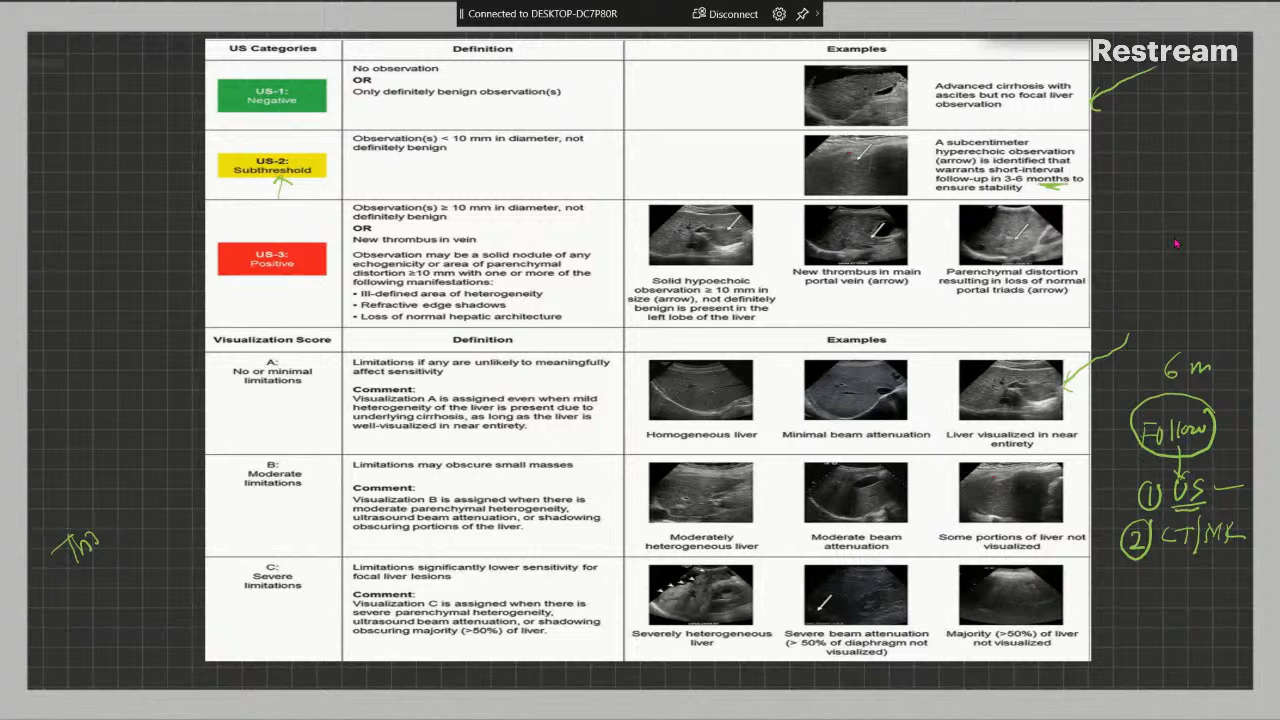 Connected to DESKTOP-DC7P80R
Disconnect
Restream
US Categories
Definition
Examples
US-1:
Negative
No observation
OR
Only definitely benign observation(s)
Advanced cirrhosis with
ascites but no focal liver
observation
US-2:
Subthreshold
Observation(s) < 10 mm in diameter, not
definitely benign
A subcentimeter
hyperechoic observation
(arrow) is identified that
warrants short-interval
follow-up in 3-6 months to
ensure stability
US-3:
Positive
Observation(s) ≥ 10 mm in diameter, not
definitely benign
OR
New thrombus in vein
Observation may be a solid nodule of any
echogenicity or area of parenchymal
distortion ≥10 mm with one or more of the
following manifestations:
• Ill-defined area of heterogeneity
• Refractive edge shadows
• Loss of normal hepatic architecture
Solid hypoechoic
observation ≥ 10 mm in
size (arrow), not definitely
benign is present in the
left lobe of the liver
New thrombus in main
portal vein (arrow)
Parenchymal distortion
resulting in loss of normal
portal triads (arrow)
Visualization Score
Definition
Examples
A:
No or minimal
limitations
Limitations if any are unlikely to meaningfully
affect sensitivity
Comment:
Visualization A is assigned even when mild
heterogeneity of the liver is present due to
underlying cirrhosis, as long as the liver is
well-visualized in near entirety.
Homogeneous liver
Minimal beam attenuation
Liver visualized in near
entirety
B:
Moderate
limitations
Limitations may obscure small masses
Comment:
Visualization B is assigned when there is
moderate parenchymal heterogeneity,
ultrasound beam attenuation, or shadowing
obscuring portions of the liver.
Moderately
heterogeneous liver
Moderate beam
attenuation
Some portions of liver not
visualized
C:
Severe
limitations
Limitations significantly lower sensitivity for
focal liver lesions
Comment:
Visualization C is assigned when there is
severe parenchymal heterogeneity,
ultrasound beam attenuation, or shadowing
obscuring majority (>50%) of liver.
Severely heterogeneous
liver
Severe beam attenuation
(> 50% of diaphragm not
visualized)
Majority (>50%) of liver
not visualized
6 m
Follow
① US
② CT/